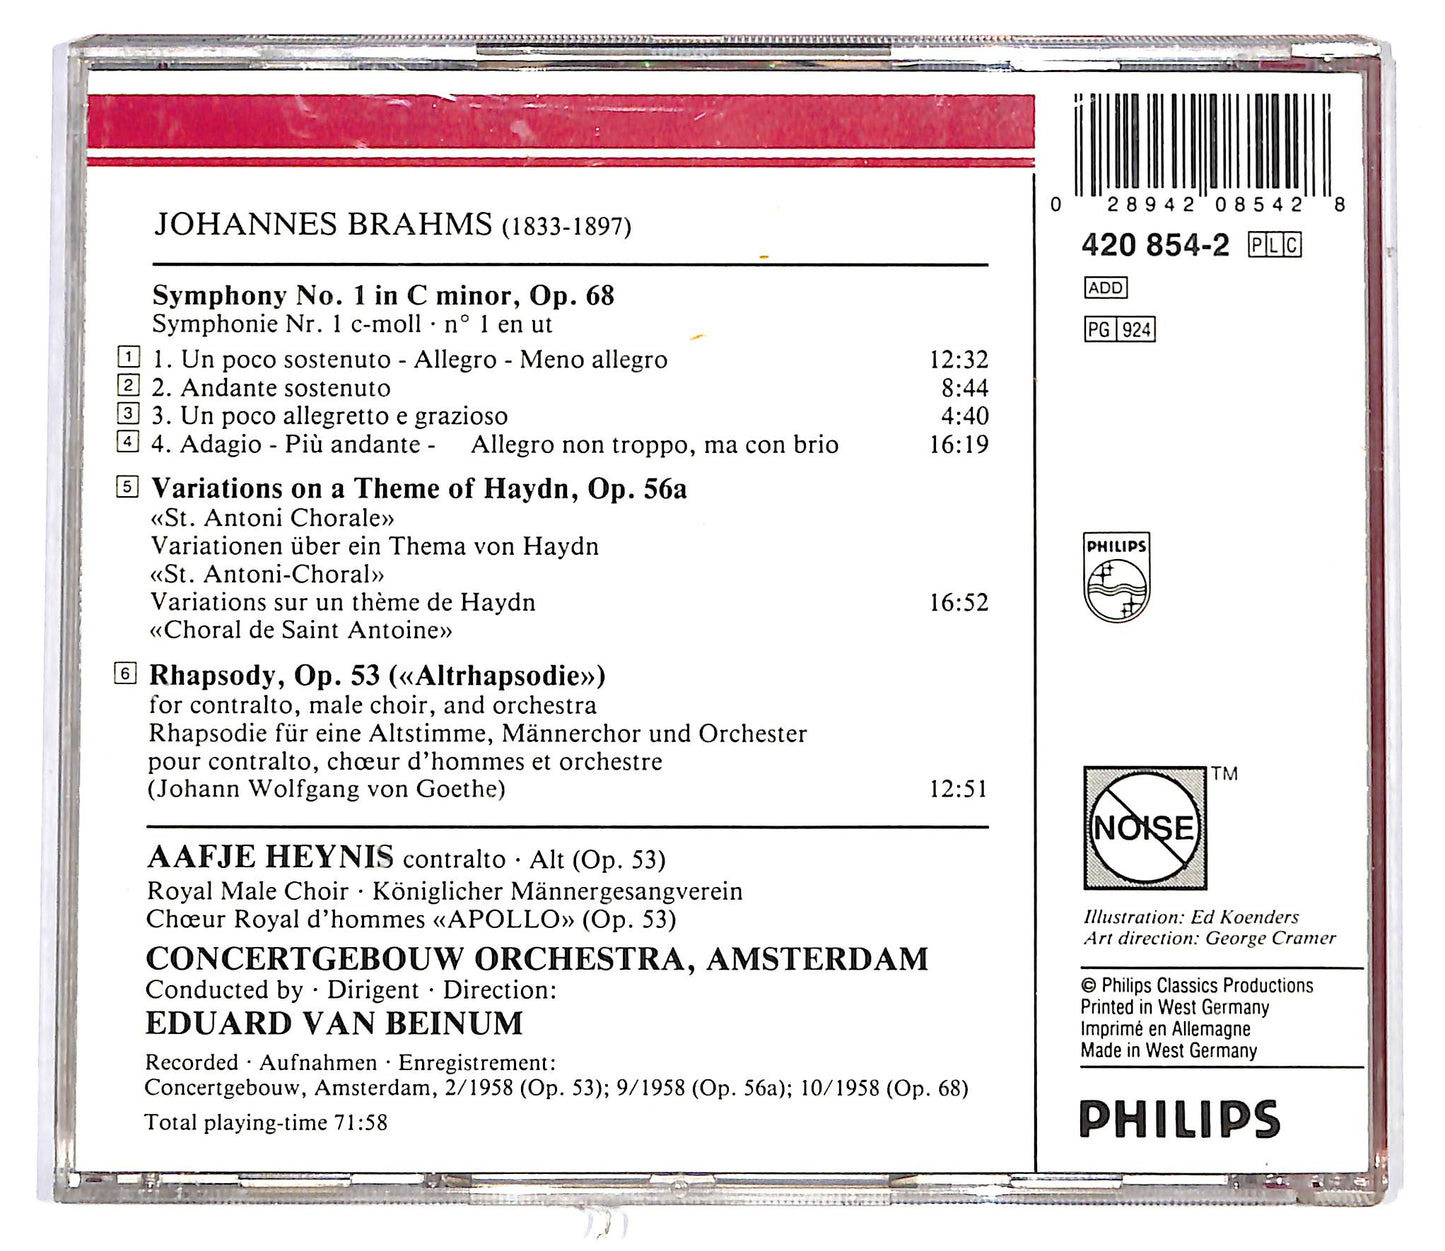 JOHANNES BRAHMS (1833-1897)
Symphony No. 1 in C minor, Op. 68
Symphonie Nr. 1 c-moll · n° 1 en ut
1 1. Un poco sostenuto - Allegro - Meno allegro 12:32
2 2. Andante sostenuto 8:44
3 3. Un poco allegretto e grazioso 4:40
4 4. Adagio - Più andante - Allegro non troppo, ma con brio 16:19
5 Variations on a Theme of Haydn, Op. 56a
«St. Antoni Chorale»
Variationen über ein Thema von Haydn
«St. Antoni-Choral»
Variations sur un thème de Haydn 16:52
«Choral de Saint Antoine»
6 Rhapsody, Op. 53 («Altrhapsodie»)
for contralto, male choir, and orchestra
Rhapsodie für eine Altstimme, Männerchor und Orchester
pour contralto, chœur d'hommes et orchestre
(Johann Wolfgang von Goethe) 12:51
AAFJE HEYNIS contralto · Alt (Op. 53)
Royal Male Choir · Königlicher Männergesangverein
Chœur Royal d'hommes «APOLLO» (Op. 53)
CONCERTGEBOUW ORCHESTRA, AMSTERDAM
Conducted by · Dirigent · Direction:
EDUARD VAN BEINUM
Recorded · Aufnahmen · Enregistrement:
Concertgebouw, Amsterdam, 2/1958 (Op. 53); 9/1958 (Op. 56a); 10/1958 (Op. 68)
Total playing-time 71:58
0 28942 08542 8
420 854-2 PLC
ADD
PG 924
PHILIPS
NOISE TM
Illustration: Ed Koenders
Art direction: George Cramer
© Philips Classics Productions
Printed in West Germany
Imprimé en Allemagne
Made in West Germany
PHILIPS